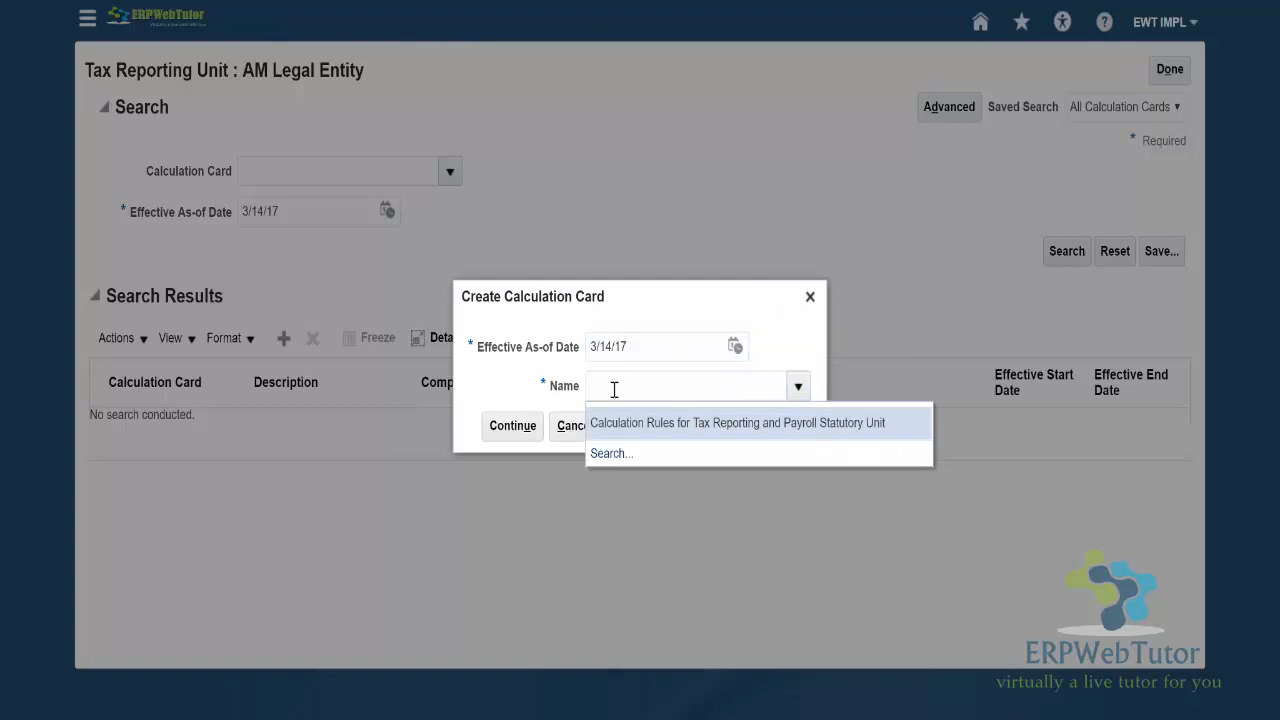 ERPWebTutor
EWT IMPL
Tax Reporting Unit : AM Legal Entity
Done
Search
Advanced
Saved Search
All Calculation Cards
* Required
Calculation Card
* Effective As-of Date
3/14/17
Search
Reset
Save...
Create Calculation Card
* Effective As-of Date
3/14/17
* Name
Continue
Canc
Calculation Rules for Tax Reporting and Payroll Statutory Unit
Search...
Search Results
Actions
View
Format
Freeze
Deta
Calculation Card
Description
Comp
Effective Start Date
Effective End Date
No search conducted.
ERPWebTutor
virtually a live tutor for you